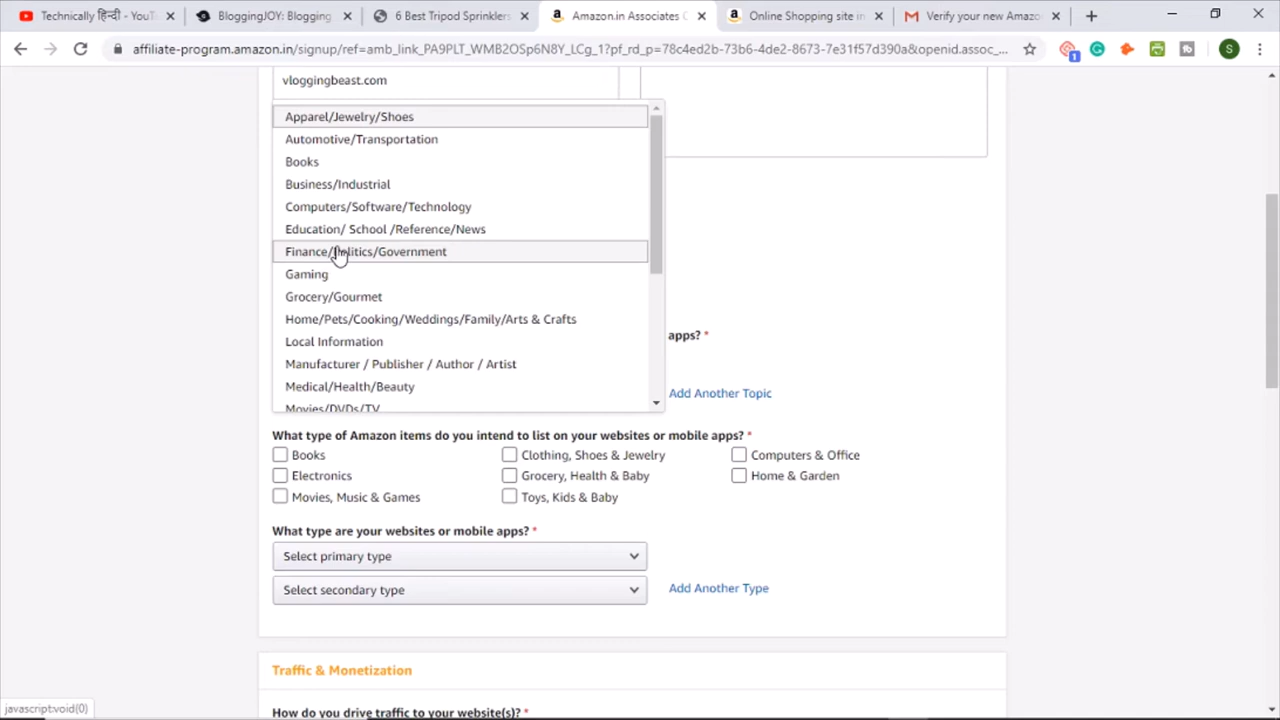 Technically हिन्दी - YouT
BloggingJOY: Blogging
6 Best Tripod Sprinklers
Amazon.in Associates C
Online Shopping site in
Verify your new Amazo
affiliate-program.amazon.in/signup/ref=amb_link_PA9PLT_WMB2OSp6N8Y_LCg_1?pf_rd_p=78c4ed2b-73b6-4de2-8673-7e31f57d390a&openid.assoc_...
1
S
vloggingbeast.com
Apparel/Jewelry/Shoes
Automotive/Transportation
Books
Business/Industrial
Computers/Software/Technology
Education/ School /Reference/News
Finance/Politics/Government
Gaming
Grocery/Gourmet
Home/Pets/Cooking/Weddings/Family/Arts & Crafts
Local Information
Manufacturer / Publisher / Author / Artist
Medical/Health/Beauty
Movies/DVDs/TV
apps? *
Add Another Topic
What type of Amazon items do you intend to list on your websites or mobile apps? *
Books Clothing, Shoes & Jewelry Computers & Office
Electronics Grocery, Health & Baby Home & Garden
Movies, Music & Games Toys, Kids & Baby
What type are your websites or mobile apps? *
Select primary type
Select secondary type Add Another Type
Traffic & Monetization
How do you drive traffic to your website(s)? *
javascript:void(0)